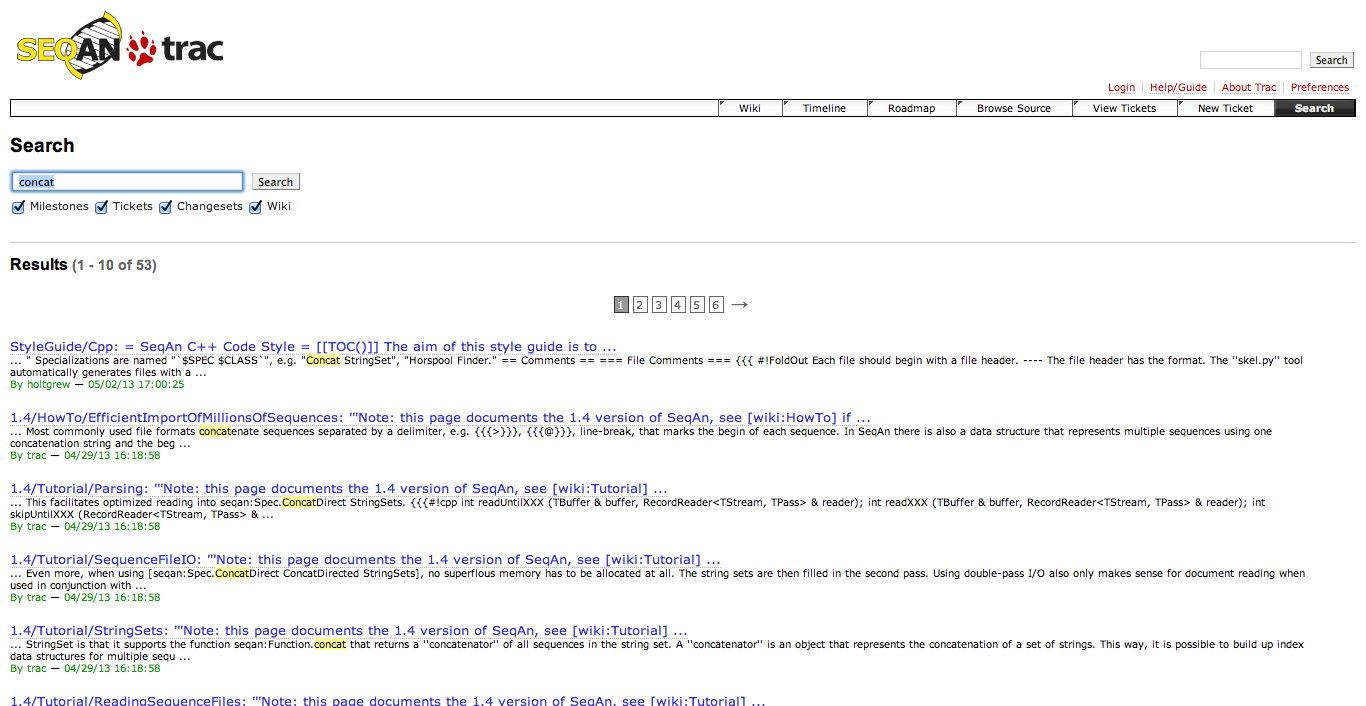 SEQAN trac
Search
Login Help/Guide About Trac Preferences
Wiki Timeline Roadmap Browse Source View Tickets New Ticket Search
Search
concat Search
Milestones Tickets Changesets Wiki
Results (1 - 10 of 53)
1 2 3 4 5 6 →
StyleGuide/Cpp: = SeqAn C++ Code Style = [[TOC()]] The aim of this style guide is to ...
... " Specializations are named "`$SPEC $CLASS`", e.g. "Concat StringSet", "Horspool Finder." == Comments == === File Comments === {{{ #!FoldOut Each file should begin with a file header. ---- The file header has the format. The ''skel.py'' tool
automatically generates files with a ...
By holtgrew — 05/02/13 17:00:25
1.4/HowTo/EfficientImportOfMillionsOfSequences: '''Note: this page documents the 1.4 version of SeqAn, see [wiki:HowTo] if ...
... Most commonly used file formats concatenate sequences separated by a delimiter, e.g. {{{>}}}, {{{@}}}, line-break, that marks the begin of each sequence. In SeqAn there is also a data structure that represents multiple sequences using one
concatenation string and the beg ...
By trac — 04/29/13 16:18:58
1.4/Tutorial/Parsing: '''Note: this page documents the 1.4 version of SeqAn, see [wiki:Tutorial] ...
... This facilitates optimized reading into seqan:Spec.ConcatDirect StringSets. {{{#!cpp int readUntilXXX (TBuffer & buffer, RecordReader<TStream, TPass> & reader); int readXXX (TBuffer & buffer, RecordReader<TStream, TPass> & reader); int
skipUntilXXX (RecordReader<TStream, TPass> & ...
By trac — 04/29/13 16:18:58
1.4/Tutorial/SequenceFileIO: '''Note: this page documents the 1.4 version of SeqAn, see [wiki:Tutorial] ...
... Even more, when using [seqan:Spec.ConcatDirect ConcatDirected StringSets], no superflous memory has to be allocated at all. The string sets are then filled in the second pass. Using double-pass I/O also only makes sense for document reading when
used in conjunction with ...
By trac — 04/29/13 16:18:58
1.4/Tutorial/StringSets: '''Note: this page documents the 1.4 version of SeqAn, see [wiki:Tutorial] ...
... StringSet is that it supports the function seqan:Function.concat that returns a ''concatenator'' of all sequences in the string set. A ''concatenator'' is an object that represents the concatenation of a set of strings. This way, it is possible to build up index
data structures for multiple sequ ...
By trac — 04/29/13 16:18:58
1.4/Tutorial/ReadingSequenceFiles: '''Note: this page documents the 1.4 version of SeqAn, see [wiki:Tutorial] ...